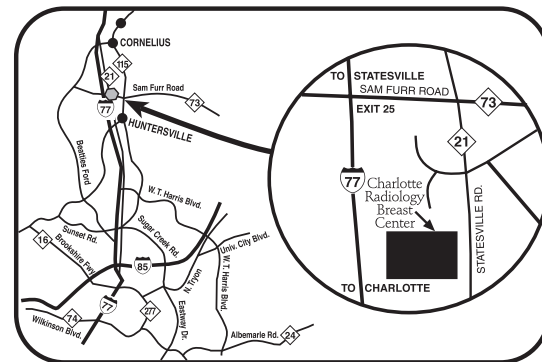 CORNELIUS
115
21
Sam Furr Road
77
73
HUNTERSVILLE
Beatties Ford
W. T. Harris Blvd.
Sugar Creek Rd.
Sunset Rd.
16
Brookshire Fwy.
Univ. City Blvd.
W. T. Harris Blvd.
85
N. Tryon
77
277
74
Wilkinson Blvd.
Eastway Dr.
Albemarle Rd.
24
TO STATESVILLE
SAM FURR ROAD
73
EXIT 25
21
77
Charlotte
Radiology
Breast
Center
STATESVILLE RD.
TO CHARLOTTE